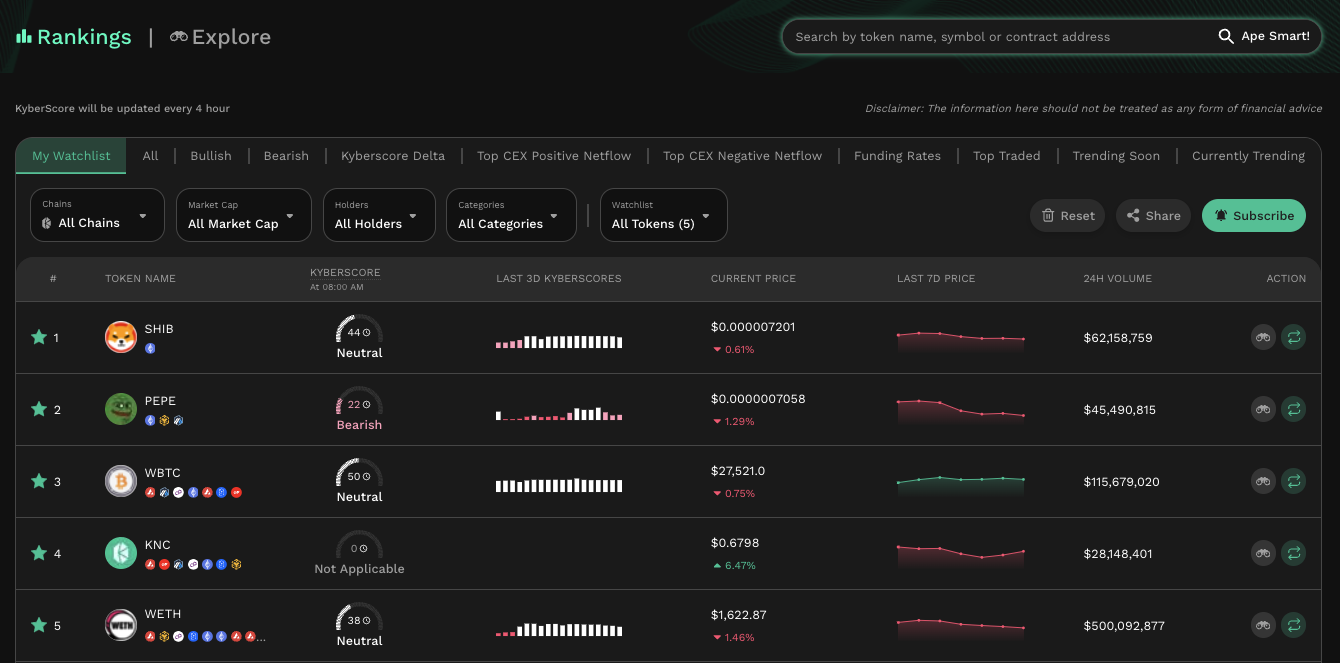 Rankings | Explore
Search by token name, symbol or contract address
Ape Smart!
KyberScore will be updated every 4 hour
Disclaimer: The information here should not be treated as any form of financial advice
My Watchlist All | Bullish | Bearish | Kyberscore Delta | Top CEX Positive Netflow | Top CEX Negative Netflow | Funding Rates | Top Traded | Trending Soon | Currently Trending
Chains Market Cap Holders Categories Watchlist
All Chains All Market Cap All Holders All Categories | All Tokens (5) Reset Share Subscribe
# TOKEN NAME KYBERSCORE LAST 3D KYBERSCORES CURRENT PRICE LAST 7D PRICE 24H VOLUME ACTION
At 08:00 AM
1 SHIB 44 Neutral $0.000007201 0.61% $62,158,759
2 PEPE 22 Bearish $0.0000007058 1.29% $45,490,815
3 WBTC 50 Neutral $27,521.0 0.75% $115,679,020
4 KNC 0 Not Applicable $0.6798 6.47% $28,148,401
5 WETH WETH ... 38 Neutral $1,622.87 1.46% $500,092,877